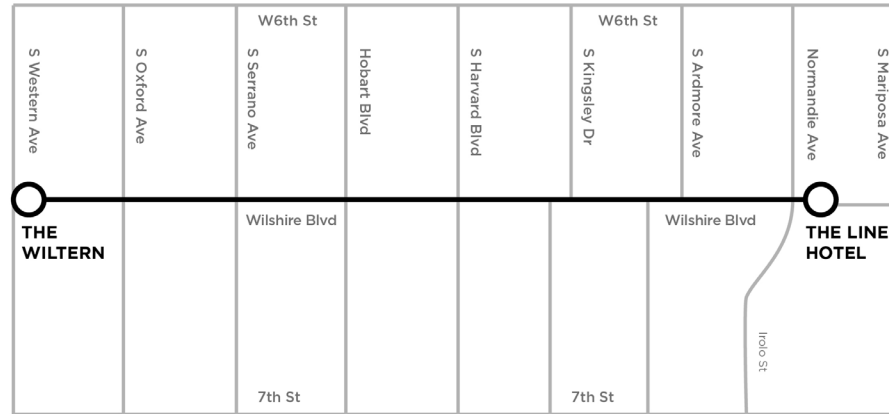 W6th St
W6th St
S Western Ave
S Oxford Ave
S Serrano Ave
Hobart Blvd
S Harvard Blvd
S Kingsley Dr
S Ardmore Ave
Normandie Ave
S Mariposa Ave
Wilshire Blvd
Wilshire Blvd
THE
WILTERN
THE LINE
HOTEL
Irolo St
7th St
7th St